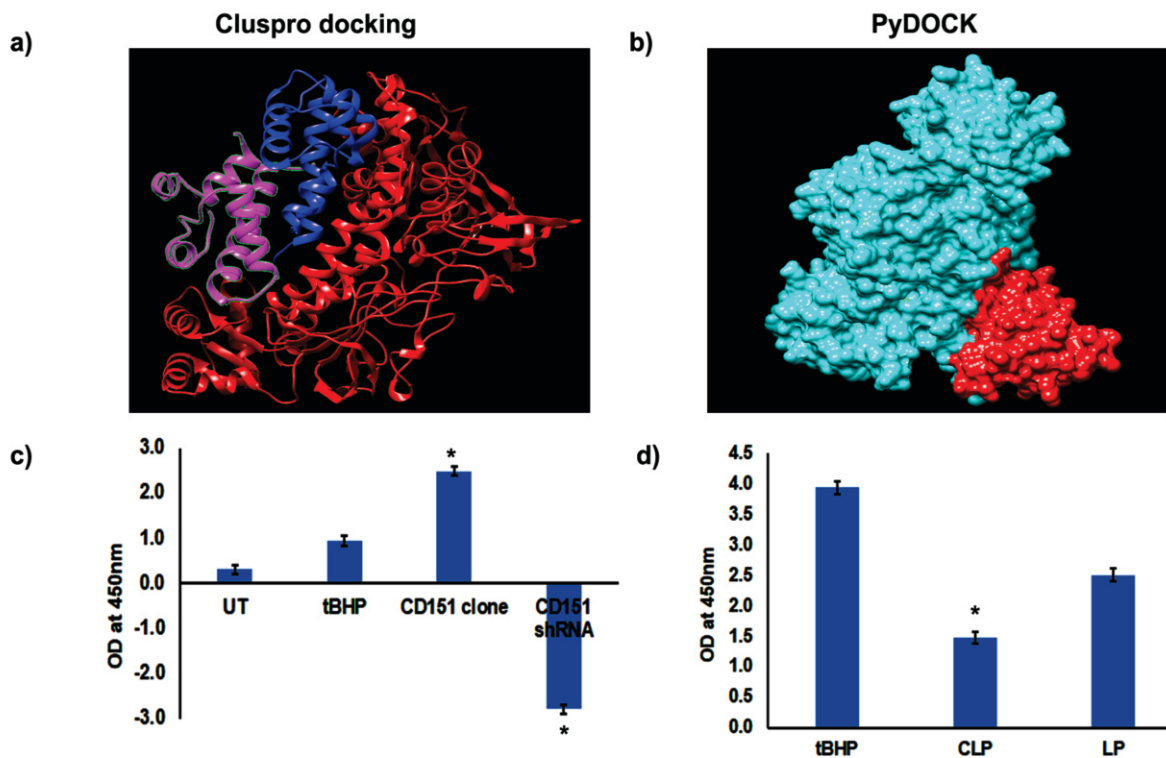 Cluspro docking
PyDOCK
a)
b)
c)
3.0
2.0
1.0
0.0
-1.0
-2.0
-3.0
OD at 450nm
*
*
UT
tBHP
CD151 clone
CD151
shRNA
d)
4.5
4.0
3.5
3.0
2.5
2.0
1.5
1.0
0.5
0.0
OD at 450nm
*
tBHP
CLP
LP